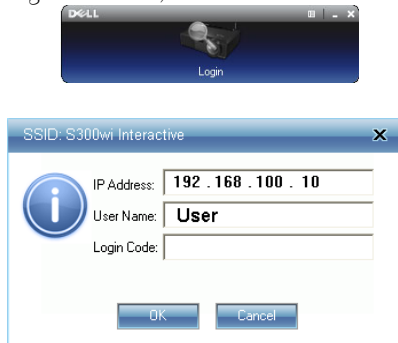 DELL
Login
SSID: S300wi Interactive
IP Address: 192 . 168 . 100 . 10
User Name: User
Login Code:
OK Cancel